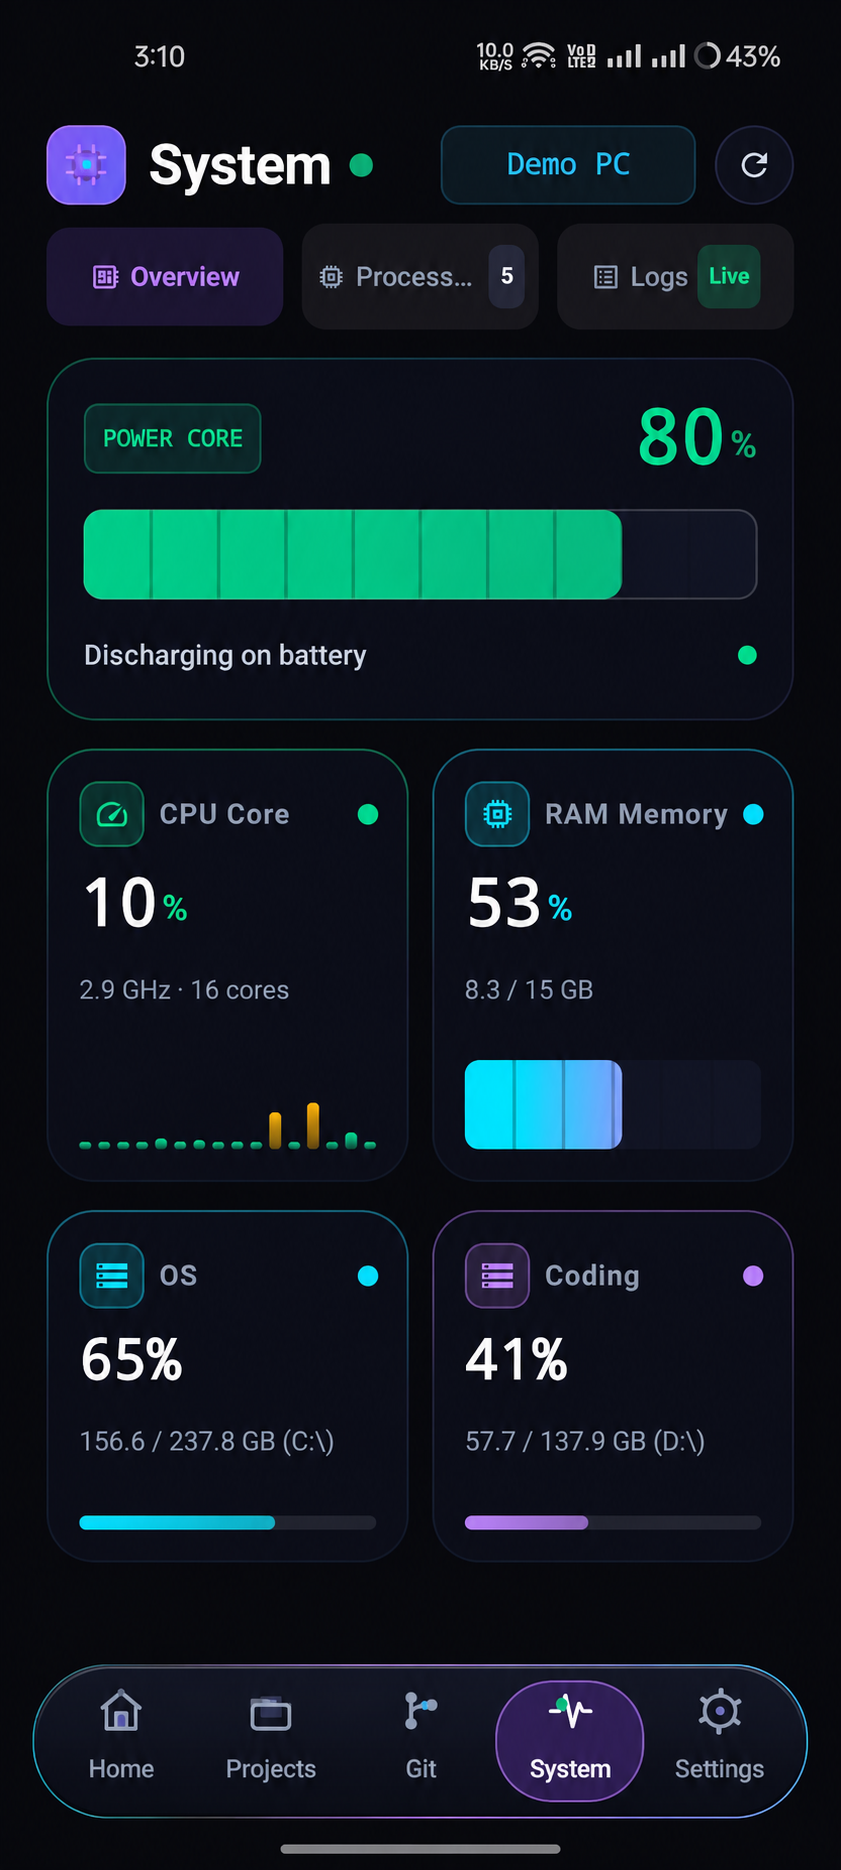 3:10
10.0 KB/S VoD LTE2 43%
System
Demo PC
Overview
Process... 5
Logs Live
POWER CORE
80%
Discharging on battery
CPU Core
10%
2.9 GHz · 16 cores
RAM Memory
53%
8.3 / 15 GB
OS
65%
156.6 / 237.8 GB (C:\)
Coding
41%
57.7 / 137.9 GB (D:\)
Home
Projects
Git
System
Settings